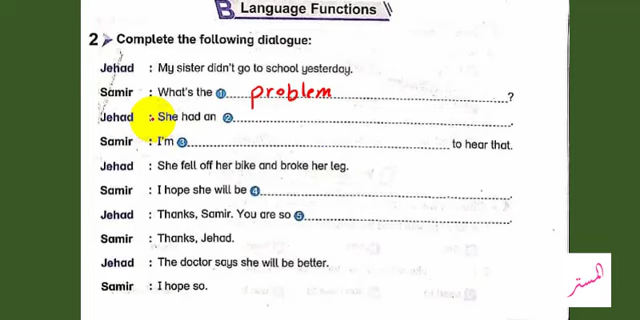 B Language Functions
2 Complete the following dialogue:
Jehad : My sister didn't go to school yesterday.
Samir : What's the 1 problem ?
Jehad : She had an 2
Samir : I'm 3 to hear that.
Jehad : She fell off her bike and broke her leg.
Samir : I hope she will be 4
Jehad : Thanks, Samir. You are so 5
Samir : Thanks, Jehad.
Jehad : The doctor says she will be better.
Samir : I hope so.
المستر